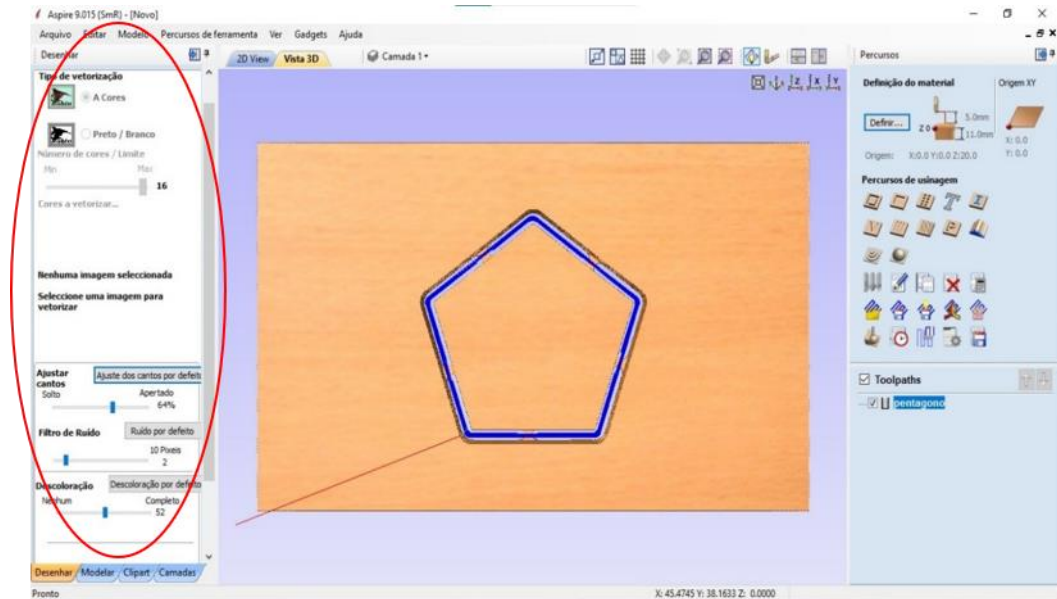 Aspire 9.015 (SmR) - [Novo]
Arquivo Editar Modelo Percursos de ferramenta Ver Gadgets Ajuda
Desenhar
Tipo de vetorização
A Cores
Preto / Branco
Número de cores / Limite
Min Max
16
Cores a vetorizar...
Nenhuma imagem seleccionada
Seleccione uma imagem para
vetorizar
Ajustar
cantos
Ajuste dos cantos por defeito
Solto Apertado
64%
Filtro de Ruído Ruído por defeito
10 Pixeis
2
Descoloração Descoloração por defeito
Nenhum Completo
52
Desenhar Modelar Clipart Camadas
Pronto
2D View Vista 3D Camada 1
X: 45.4745 Y: 38.1633 Z: 0.0000
Percursos
Definição do material Origem XY
Definir...
Z 0
5.0mm
11.0mm
X: 0.0
Y: 0.0
Origem: X:0.0 Y:0.0 Z:20.0
Percursos de usinagem
Toolpaths
pentagono